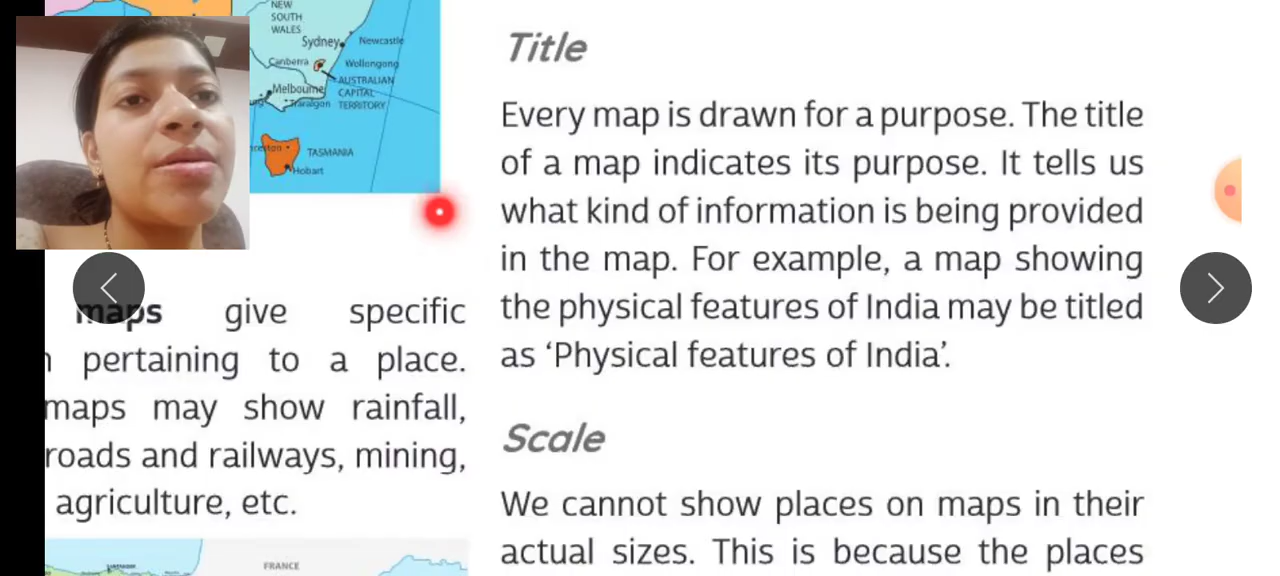 NEW
SOUTH
WALES
Sydney
Newcastle
Canberra
Wollongong
AUSTRALIAN
CAPITAL
TERRITORY
Melbourne
Traralgon
TASMANIA
Hobart
maps give specific
pertaining to a place.
maps may show rainfall,
roads and railways, mining,
agriculture, etc.
FRANCE
Title
Every map is drawn for a purpose. The title
of a map indicates its purpose. It tells us
what kind of information is being provided
in the map. For example, a map showing
the physical features of India may be titled
as ‘Physical features of India’.
Scale
We cannot show places on maps in their
actual sizes. This is because the places